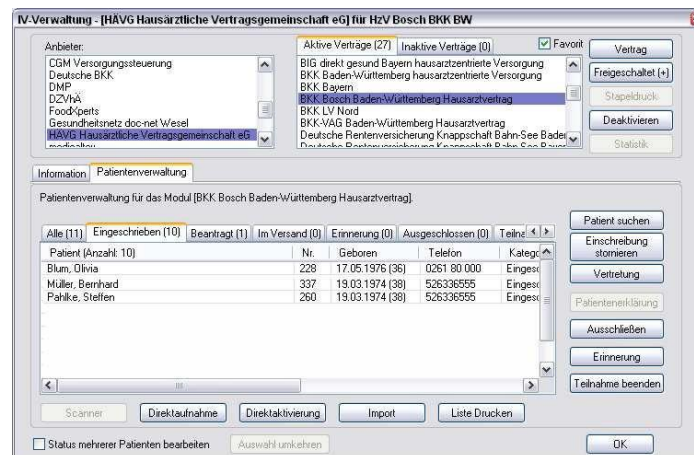 IV-Verwaltung - [HÄVG Hausärztliche Vertragsgemeinschaft eG] für HzV Bosch BKK BW
Anbieter:
CGM Versorgungssteuerung
Deutsche BKK
DMP
DZVhÄ
FoodXperts
Gesundheitsnetz doc-net Wesel
HÄVG Hausärztliche Vertragsgemeinschaft eG
Aktive Verträge (27) Inaktive Verträge (0) Favorit
BIG direkt gesund Bayern hausarztzentrierte Versorgung
BKK Baden-Württemberg hausarztzentrierte Versorgung
BKK Bayern
BKK Bosch Baden-Württemberg Hausarztvertrag
BKK LV Nord
BKK-VAG Baden-Württemberg Hausarztvertrag
Deutsche Rentenversicherung Knappschaft Bahn-See Baden
Vertrag
Freigeschaltet (+)
Stapeldruck
Deaktivieren
Statistik
Information Patientenverwaltung
Patientenverwaltung für das Modul [BKK Bosch Baden-Württemberg Hausarztvertrag].
Alle (11) Eingeschrieben (10) Beantragt (1) Im Versand (0) Erinnerung (0) Ausgeschlossen (0) Teilna
Patient (Anzahl: 10) Nr. Geboren Telefon Katego
Blum, Olivia 228 17.05.1976 (36) 0261 80 000 Eingesc
Müller, Bernhard 337 19.03.1974 (38) 526336555 Eingesc
Pahlke, Steffen 260 19.03.1974 (38) 526336555 Eingesc
Patient suchen
Einschreibung
stornieren
Vertretung
Patientenerklärung
Ausschließen
Erinnerung
Teilnahme beenden
Scanner Direktaufnahme Direktaktivierung Import Liste Drucken
Status mehrerer Patienten bearbeiten Auswahl umkehren OK